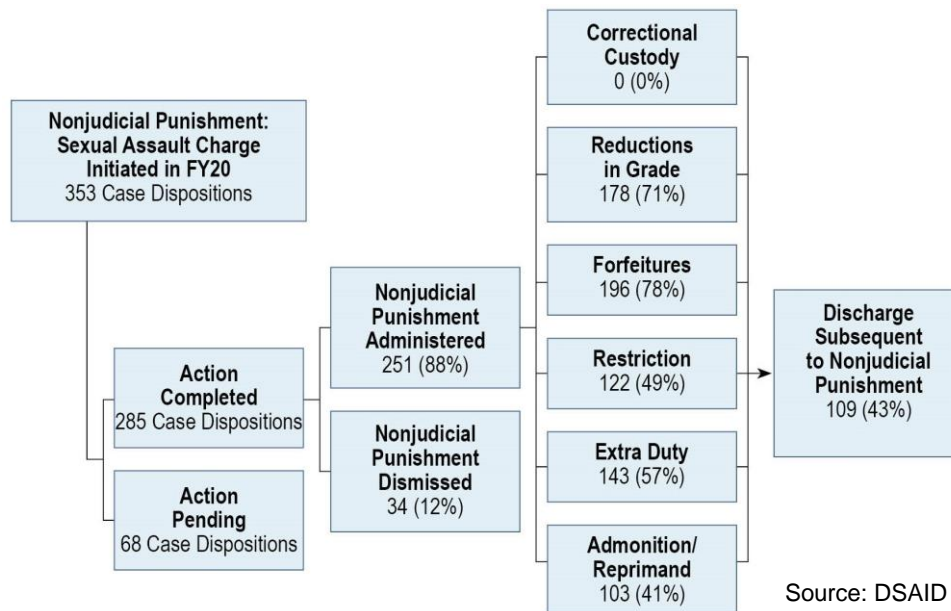 Nonjudicial Punishment:
Sexual Assault Charge
Initiated in FY20
353 Case Dispositions
Action
Completed
285 Case Dispositions
Action
Pending
68 Case Dispositions
Nonjudicial
Punishment
Administered
251 (88%)
Nonjudicial
Punishment
Dismissed
34 (12%)
Correctional
Custody
0 (0%)
Reductions
in Grade
178 (71%)
Forfeitures
196 (78%)
Restriction
122 (49%)
Extra Duty
143 (57%)
Admonition/
Reprimand
103 (41%)
Discharge
Subsequent
to Nonjudicial
Punishment
109 (43%)
Source: DSAID